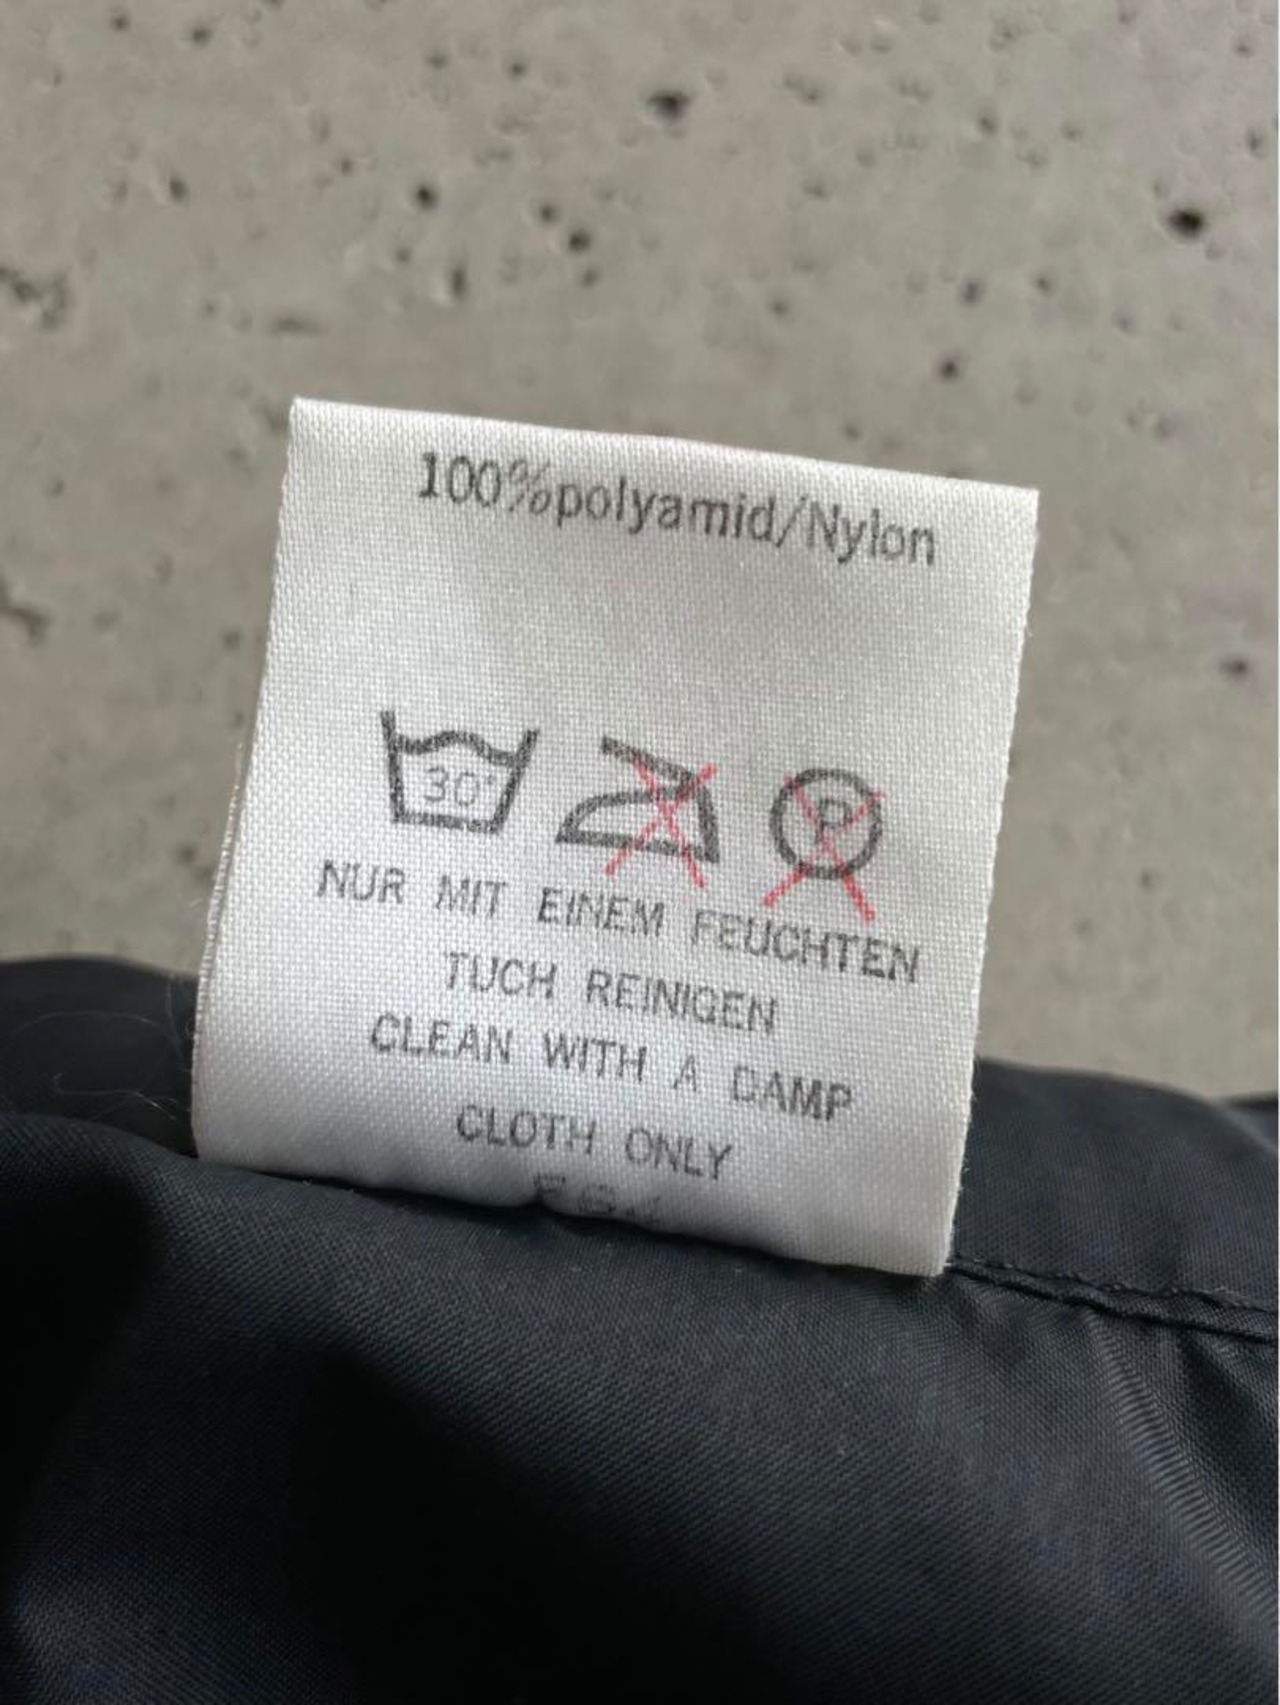 100%polyamid/Nylon
30°
P
NUR MIT EINEM FEUCHTEN
TUCH REINIGEN
CLEAN WITH A DAMP
CLOTH ONLY